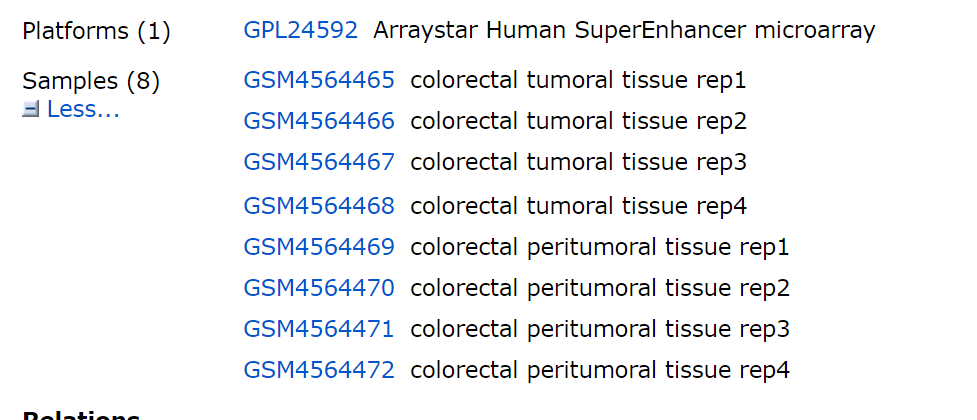 Platforms (1) GPL24592 Arraystar Human SuperEnhancer microarray
Samples (8) GSM4564465 colorectal tumoral tissue rep1
Less...
GSM4564466 colorectal tumoral tissue rep2
GSM4564467 colorectal tumoral tissue rep3
GSM4564468 colorectal tumoral tissue rep4
GSM4564469 colorectal peritumoral tissue rep1
GSM4564470 colorectal peritumoral tissue rep2
GSM4564471 colorectal peritumoral tissue rep3
GSM4564472 colorectal peritumoral tissue rep4
Relations